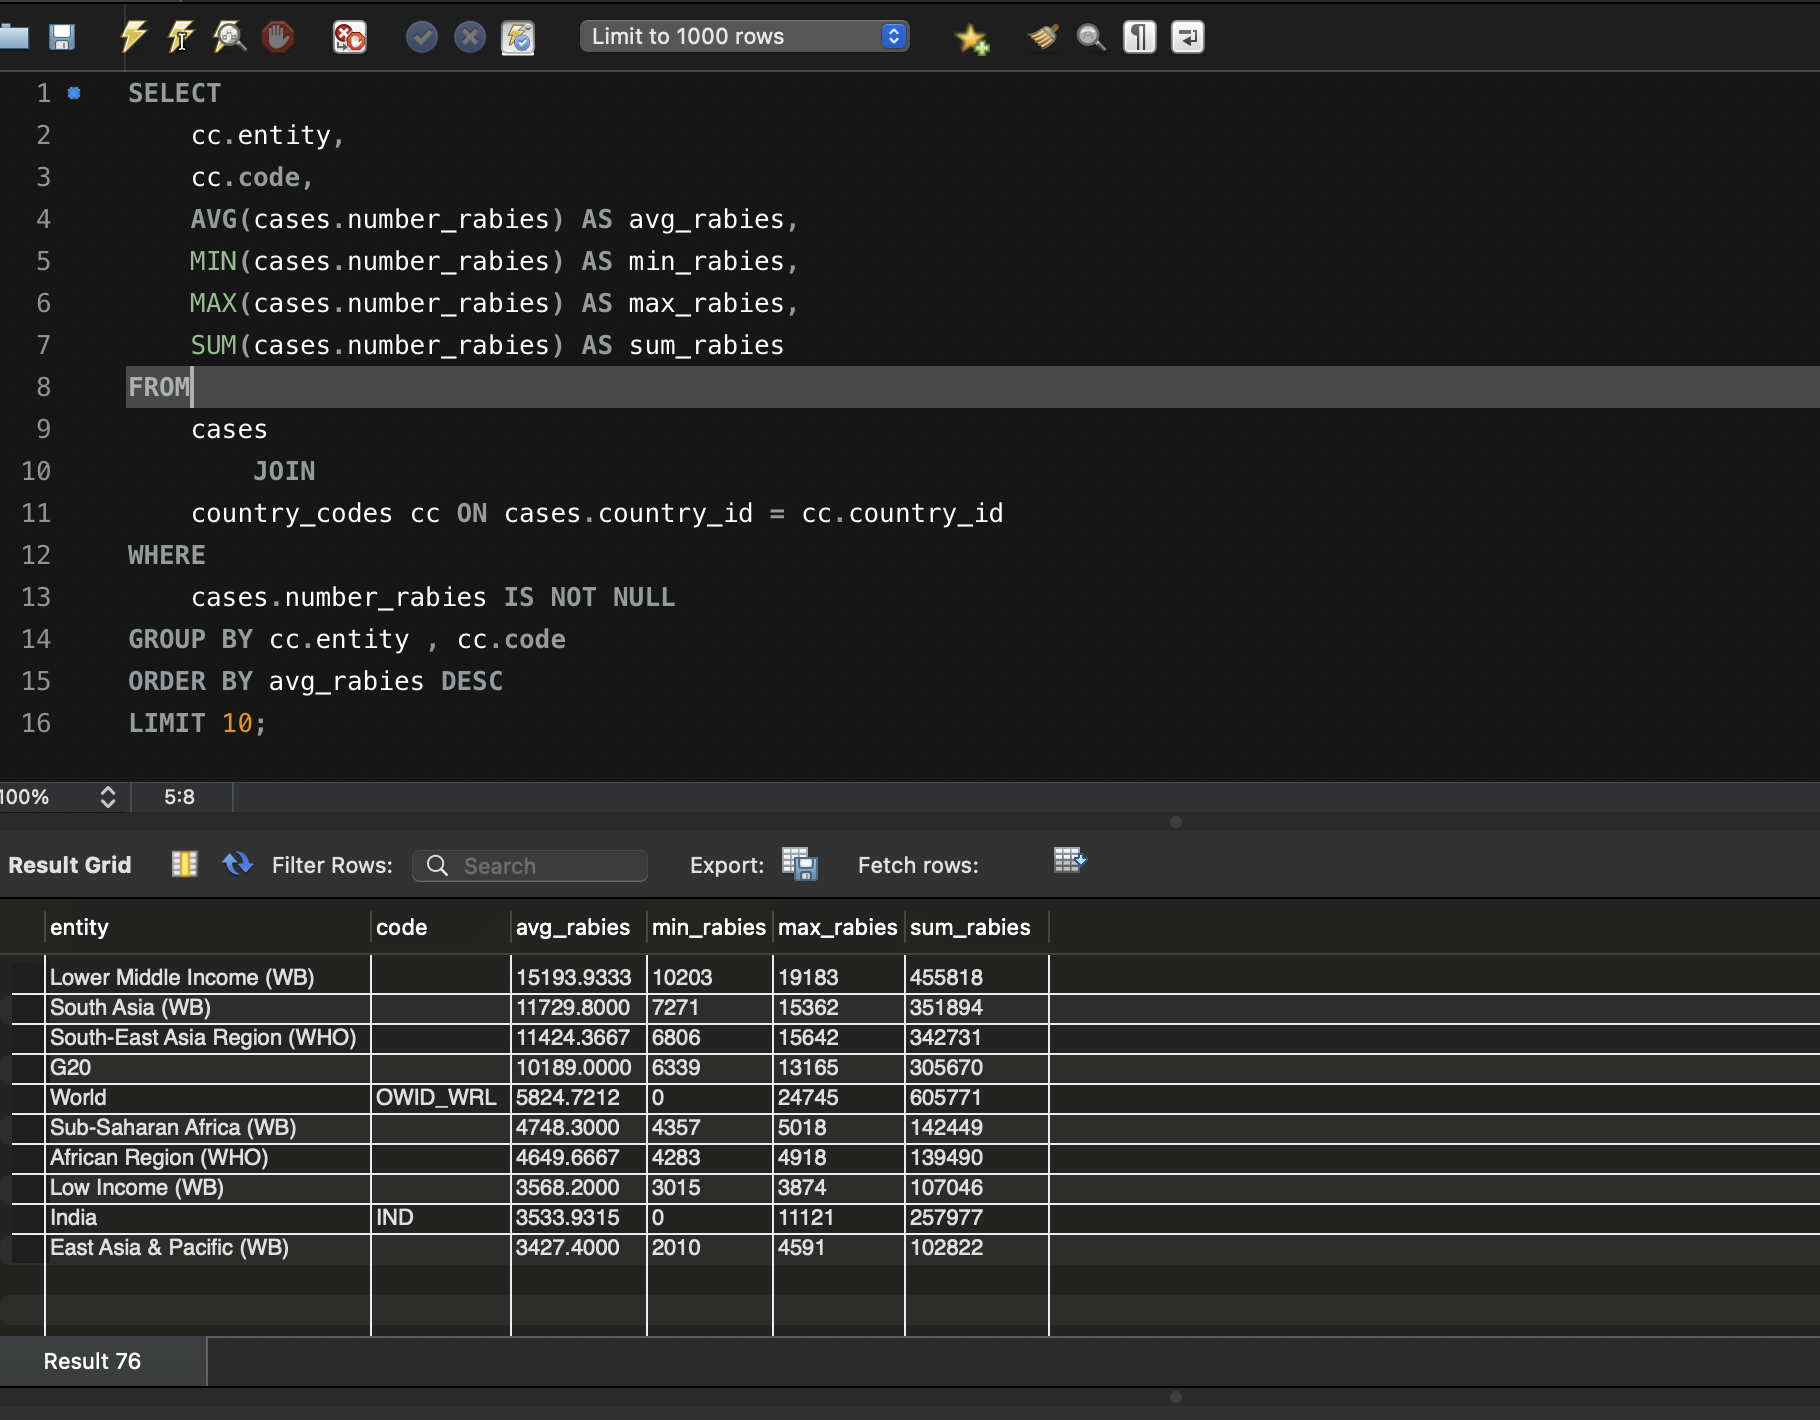 Limit to 1000 rows
1 SELECT
2 cc.entity,
3 cc.code,
4 AVG(cases.number_rabies) AS avg_rabies,
5 MIN(cases.number_rabies) AS min_rabies,
6 MAX(cases.number_rabies) AS max_rabies,
7 SUM(cases.number_rabies) AS sum_rabies
8 FROM
9 cases
10 JOIN
11 country_codes cc ON cases.country_id = cc.country_id
12 WHERE
13 cases.number_rabies IS NOT NULL
14 GROUP BY cc.entity , cc.code
15 ORDER BY avg_rabies DESC
16 LIMIT 10;
100% 5:8
Result Grid Filter Rows: Search Export: Fetch rows:
entity code avg_rabies min_rabies max_rabies sum_rabies
Lower Middle Income (WB) 15193.9333 10203 19183 455818
South Asia (WB) 11729.8000 7271 15362 351894
South-East Asia Region (WHO) 11424.3667 6806 15642 342731
G20 10189.0000 6339 13165 305670
World OWID_WRL 5824.7212 0 24745 605771
Sub-Saharan Africa (WB) 4748.3000 4357 5018 142449
African Region (WHO) 4649.6667 4283 4918 139490
Low Income (WB) 3568.2000 3015 3874 107046
India IND 3533.9315 0 11121 257977
East Asia & Pacific (WB) 3427.4000 2010 4591 102822
Result 76